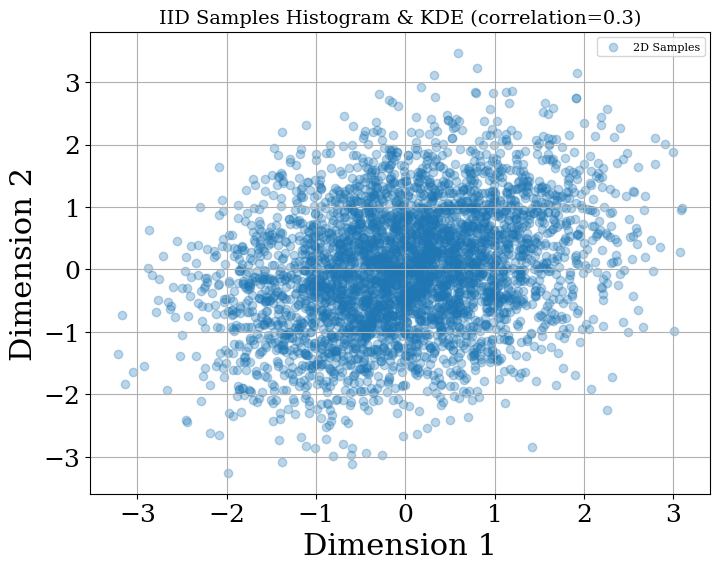 IID Samples Histogram & KDE (correlation=0.3)
2D Samples
Dimension 2
3
2
1
0
−1
−2
−3
−3 −2 −1 0 1 2 3
Dimension 1